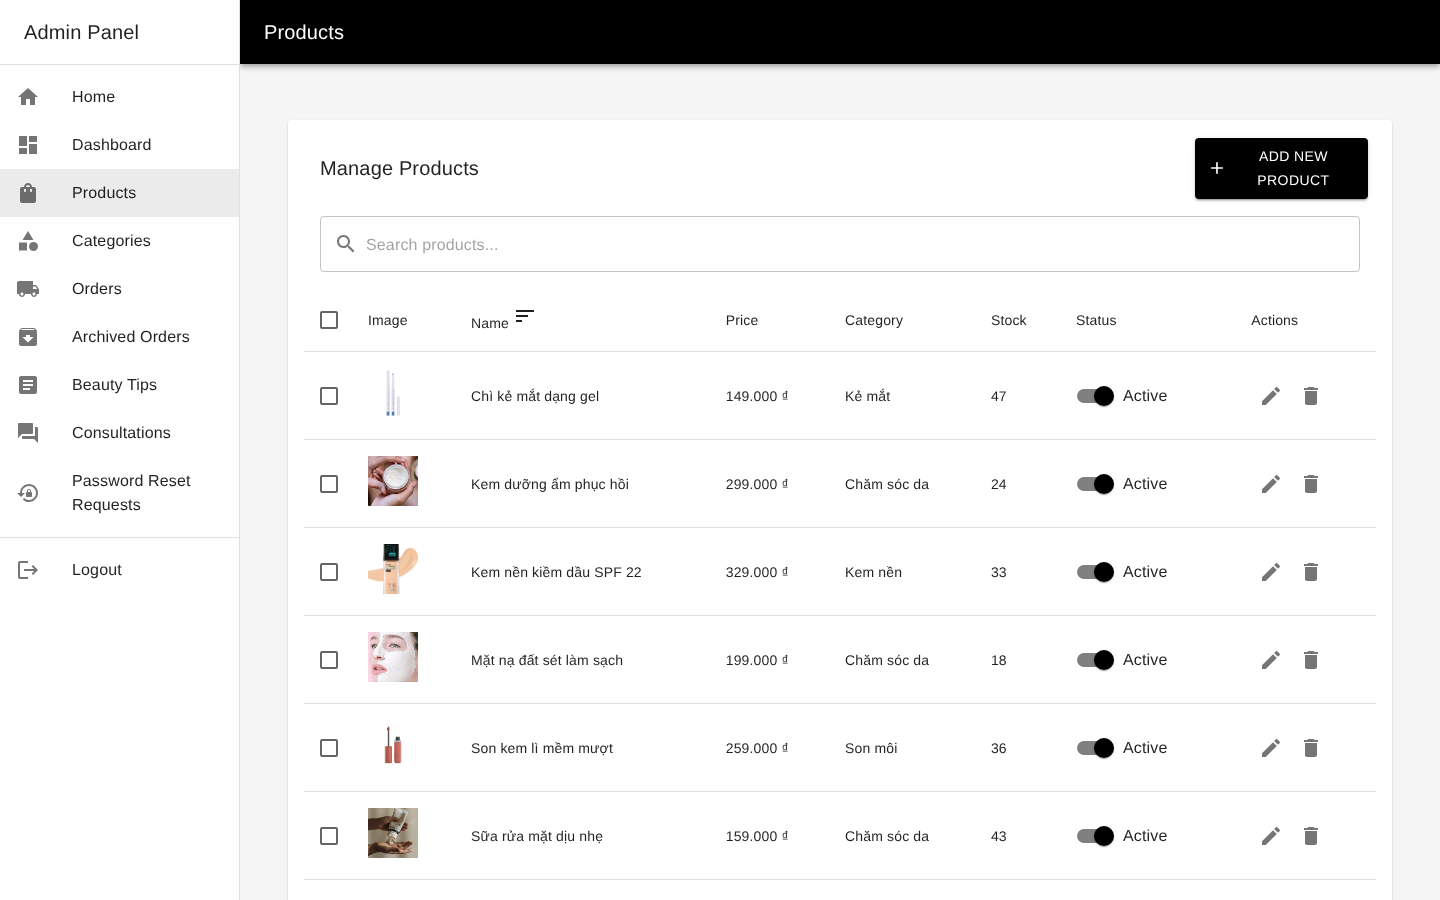 Admin Panel
Products
Home
Dashboard
Products
Categories
Orders
Archived Orders
Beauty Tips
Consultations
Password Reset
Requests
Logout
Manage Products
ADD NEW
PRODUCT
Search products...
Image Name Price Category Stock Status Actions
Chì kẻ mắt dạng gel 149.000 ₫ Kẻ mắt 47 Active
Kem dưỡng ẩm phục hồi 299.000 ₫ Chăm sóc da 24 Active
Kem nền kiềm dầu SPF 22 329.000 ₫ Kem nền 33 Active
Mặt nạ đất sét làm sạch 199.000 ₫ Chăm sóc da 18 Active
Son kem lì mềm mượt 259.000 ₫ Son môi 36 Active
Sữa rửa mặt dịu nhẹ 159.000 ₫ Chăm sóc da 43 Active